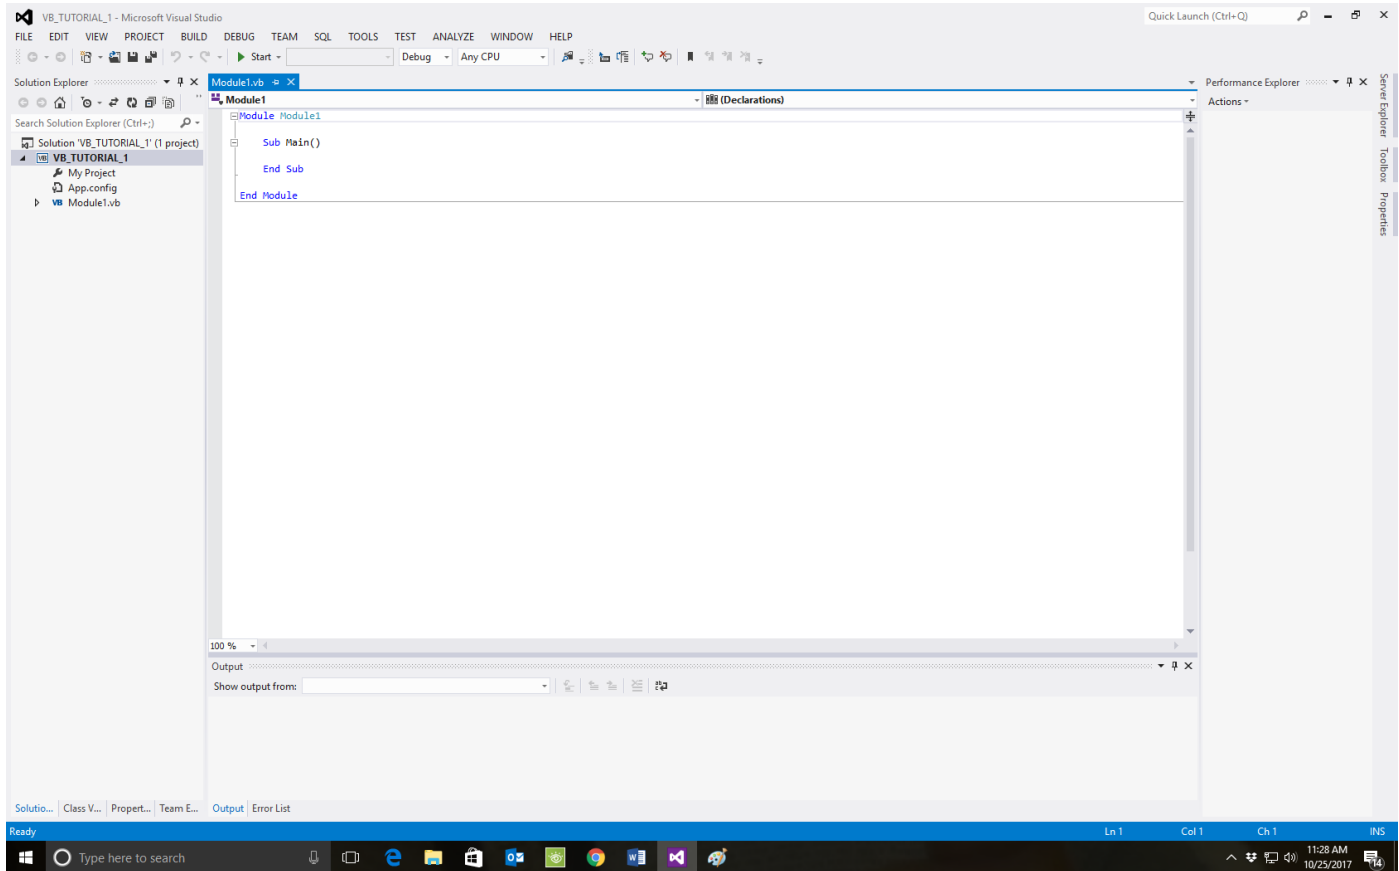 VB_TUTORIAL_1 - Microsoft Visual Studio
Quick Launch (Ctrl+Q)
FILE EDIT VIEW PROJECT BUILD DEBUG TEAM SQL TOOLS TEST ANALYZE WINDOW HELP
Start
Debug
Any CPU
Solution Explorer
Search Solution Explorer (Ctrl+;)
Solution 'VB_TUTORIAL_1' (1 project)
VB VB_TUTORIAL_1
My Project
App.config
VB Module1.vb
Solutio... Class V... Propert... Team E...
Module1.vb
Module1
(Declarations)
Module Module1
Sub Main()
End Sub
End Module
100 %
Output
Show output from:
Output Error List
Performance Explorer
Actions
Server Explorer
Toolbox
Properties
Ready
Ln 1 Col 1 Ch 1 INS
Type here to search
11:28 AM
10/25/2017
14